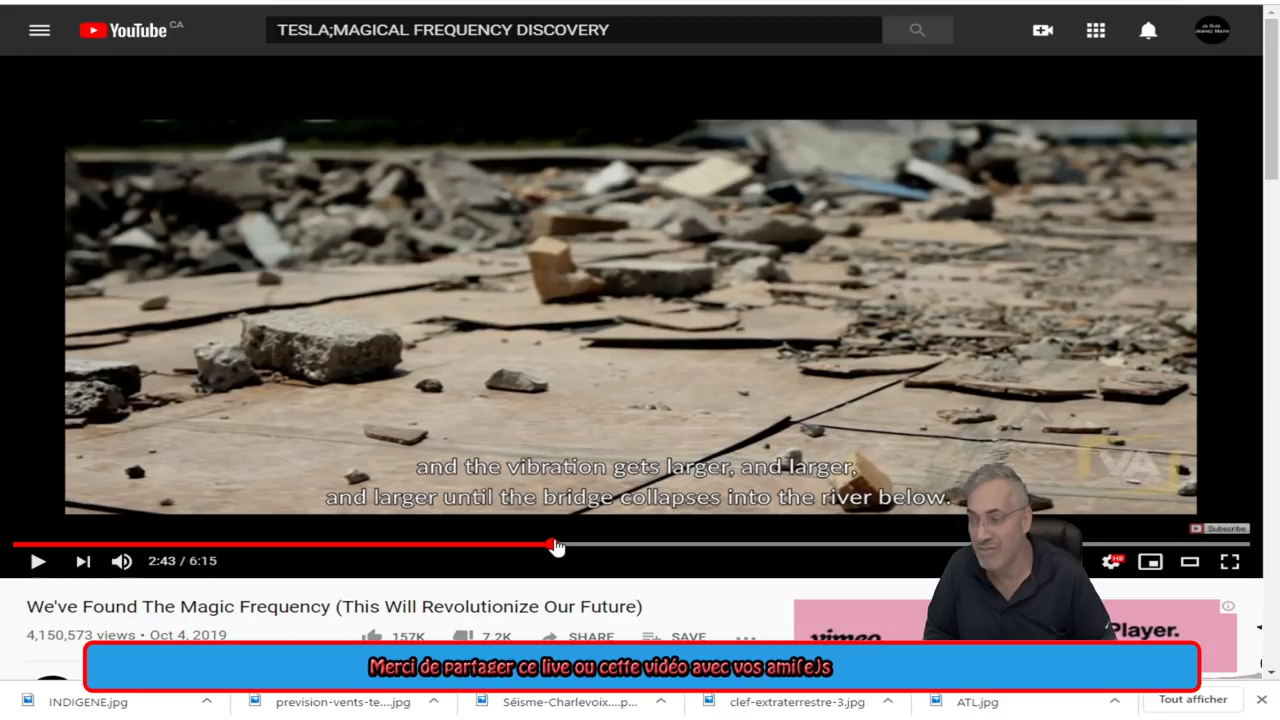 YouTube CA
TESLA;MAGICAL FREQUENCY DISCOVERY
and the vibration gets larger, and larger,
and larger until the bridge collapses into the river below.
VA
Subscribe
2:43 / 6:15
HD
We've Found The Magic Frequency (This Will Revolutionize Our Future)
4,150,573 views • Oct 4, 2019
157K
7.2K
SHARE
SAVE
vimeo
Player.
Merci de partager ce live ou cette vidéo avec vos ami(e)s
INDIGENE.jpg
prevision-vents-te....jpg
Séisme-Charlevoix....p...
clef-extraterrestre-3.jpg
ATL.jpg
Tout afficher